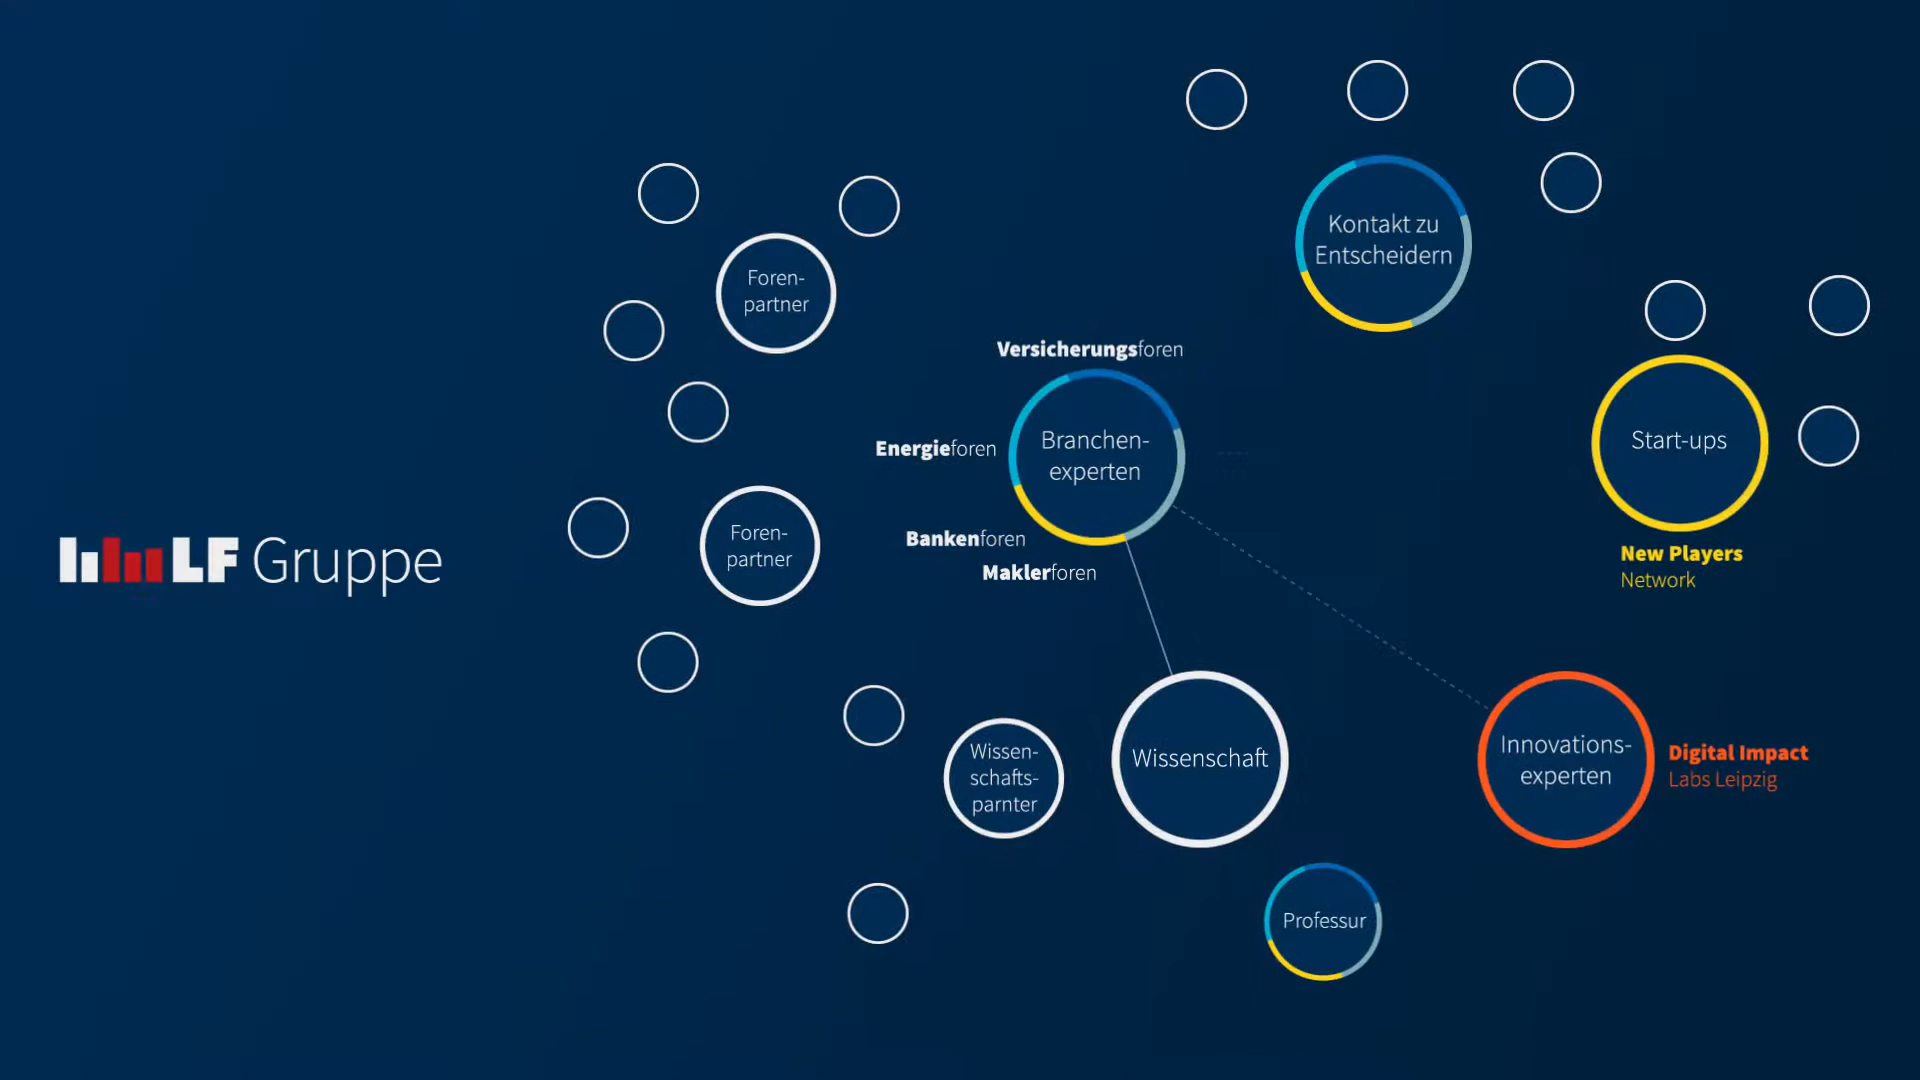 LF Gruppe
Foren-
partner
Foren-
partner
Kontakt zu
Entscheidern
Versicherungsforen
Energieforen
Branchen-
experten
Bankenforen
Maklerforen
Start-ups
New Players
Network
Wissen-
schafts-
parnter
Wissenschaft
Innovations-
experten
Digital Impact
Labs Leipzig
Professur